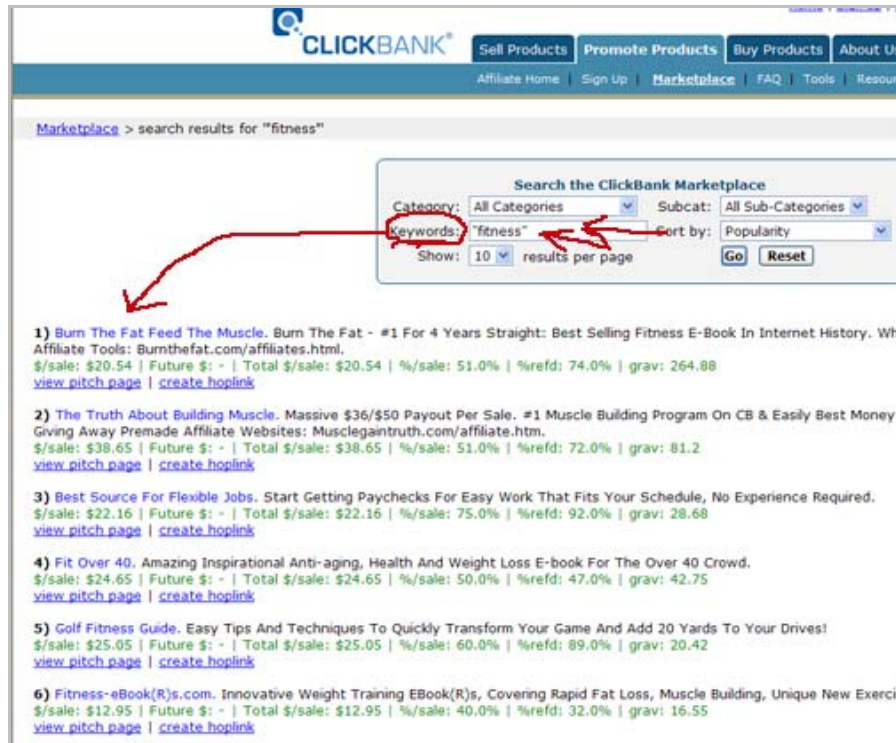 CLICKBANK®
Sell Products Promote Products Buy Products About Us
Affiliate Home | Sign Up | Marketplace | FAQ | Tools | Resour
Marketplace > search results for "'fitness'"
Search the ClickBank Marketplace
Category: All Categories Subcat: All Sub-Categories
Keywords: "fitness" Sort by: Popularity
Show: 10 results per page Go Reset
1) Burn The Fat Feed The Muscle. Burn The Fat - #1 For 4 Years Straight: Best Selling Fitness E-Book In Internet History. Wh
Affiliate Tools: Burnthefat.com/affiliates.html.
$/sale: $20.54 | Future $: - | Total $/sale: $20.54 | %/sale: 51.0% | %refd: 74.0% | grav: 264.88
view pitch page | create hoplink
2) The Truth About Building Muscle. Massive $36/$50 Payout Per Sale. #1 Muscle Building Program On CB & Easily Best Money
Giving Away Premade Affiliate Websites: Musclegaintruth.com/affiliate.htm.
$/sale: $38.65 | Future $: - | Total $/sale: $38.65 | %/sale: 51.0% | %refd: 72.0% | grav: 81.2
view pitch page | create hoplink
3) Best Source For Flexible Jobs. Start Getting Paychecks For Easy Work That Fits Your Schedule, No Experience Required.
$/sale: $22.16 | Future $: - | Total $/sale: $22.16 | %/sale: 75.0% | %refd: 92.0% | grav: 28.68
view pitch page | create hoplink
4) Fit Over 40. Amazing Inspirational Anti-aging, Health And Weight Loss E-book For The Over 40 Crowd.
$/sale: $24.65 | Future $: - | Total $/sale: $24.65 | %/sale: 50.0% | %refd: 47.0% | grav: 42.75
view pitch page | create hoplink
5) Golf Fitness Guide. Easy Tips And Techniques To Quickly Transform Your Game And Add 20 Yards To Your Drives!
$/sale: $25.05 | Future $: - | Total $/sale: $25.05 | %/sale: 60.0% | %refd: 89.0% | grav: 20.42
view pitch page | create hoplink
6) Fitness-eBook(R)s.com. Innovative Weight Training EBook(R)s, Covering Rapid Fat Loss, Muscle Building, Unique New Exerci
$/sale: $12.95 | Future $: - | Total $/sale: $12.95 | %/sale: 40.0% | %refd: 32.0% | grav: 16.55
view pitch page | create hoplink